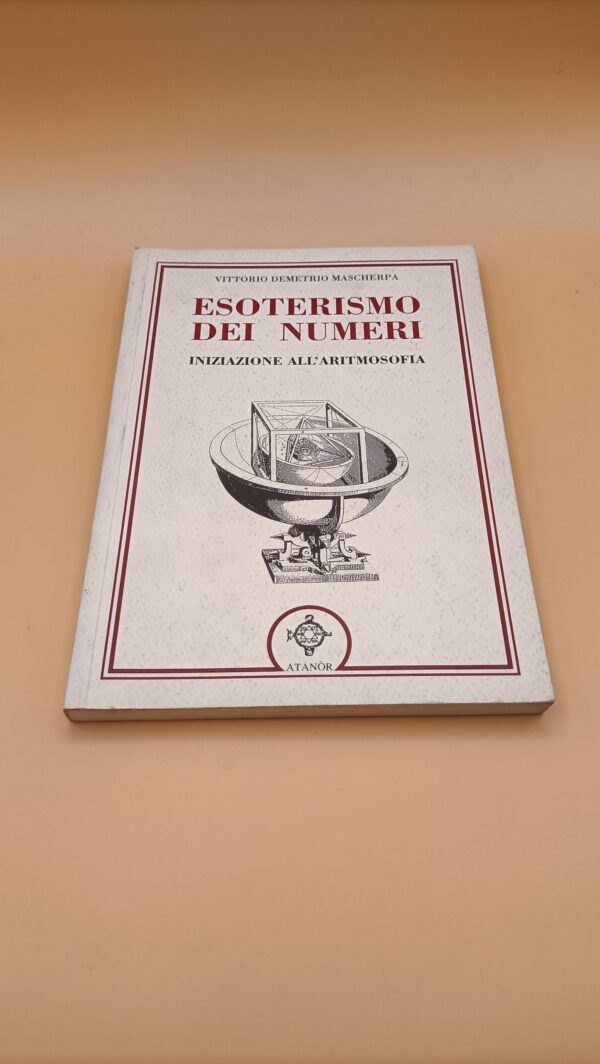 VITTORIO DEMETRIO MASCHERPA
ESOTERISMO
DEI NUMERI
INIZIAZIONE ALL'ARITMOSOFIA
ATANÒR